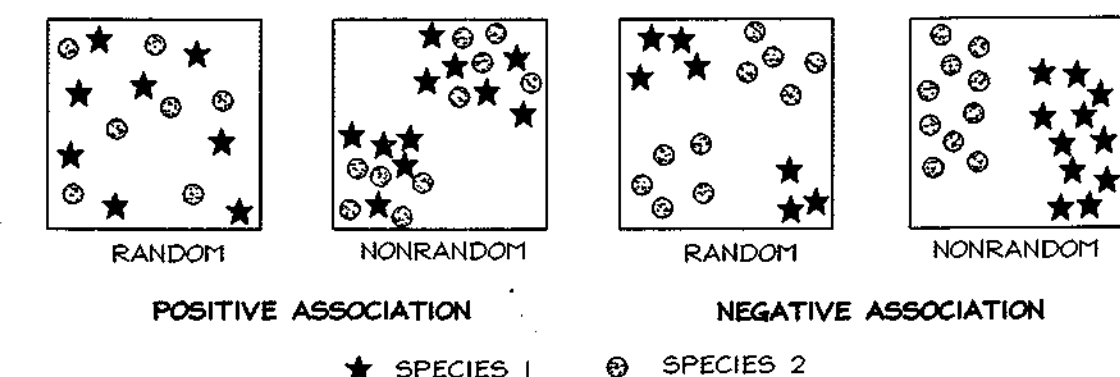 RANDOM NONRANDOM RANDOM NONRANDOM
POSITIVE ASSOCIATION NEGATIVE ASSOCIATION
SPECIES 1 SPECIES 2